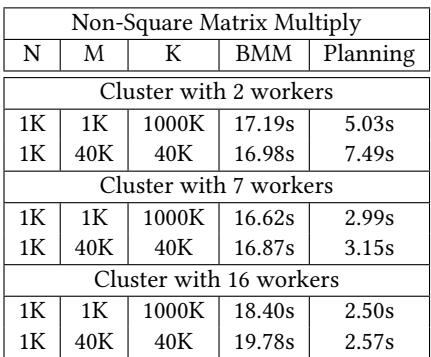 Non-Square Matrix Multiply
N M K BMM Planning
Cluster with 2 workers
1K 1K 1000K 17.19s 5.03s
1K 40K 40K 16.98s 7.49s
Cluster with 7 workers
1K 1K 1000K 16.62s 2.99s
1K 40K 40K 16.87s 3.15s
Cluster with 16 workers
1K 1K 1000K 18.40s 2.50s
1K 40K 40K 19.78s 2.57s